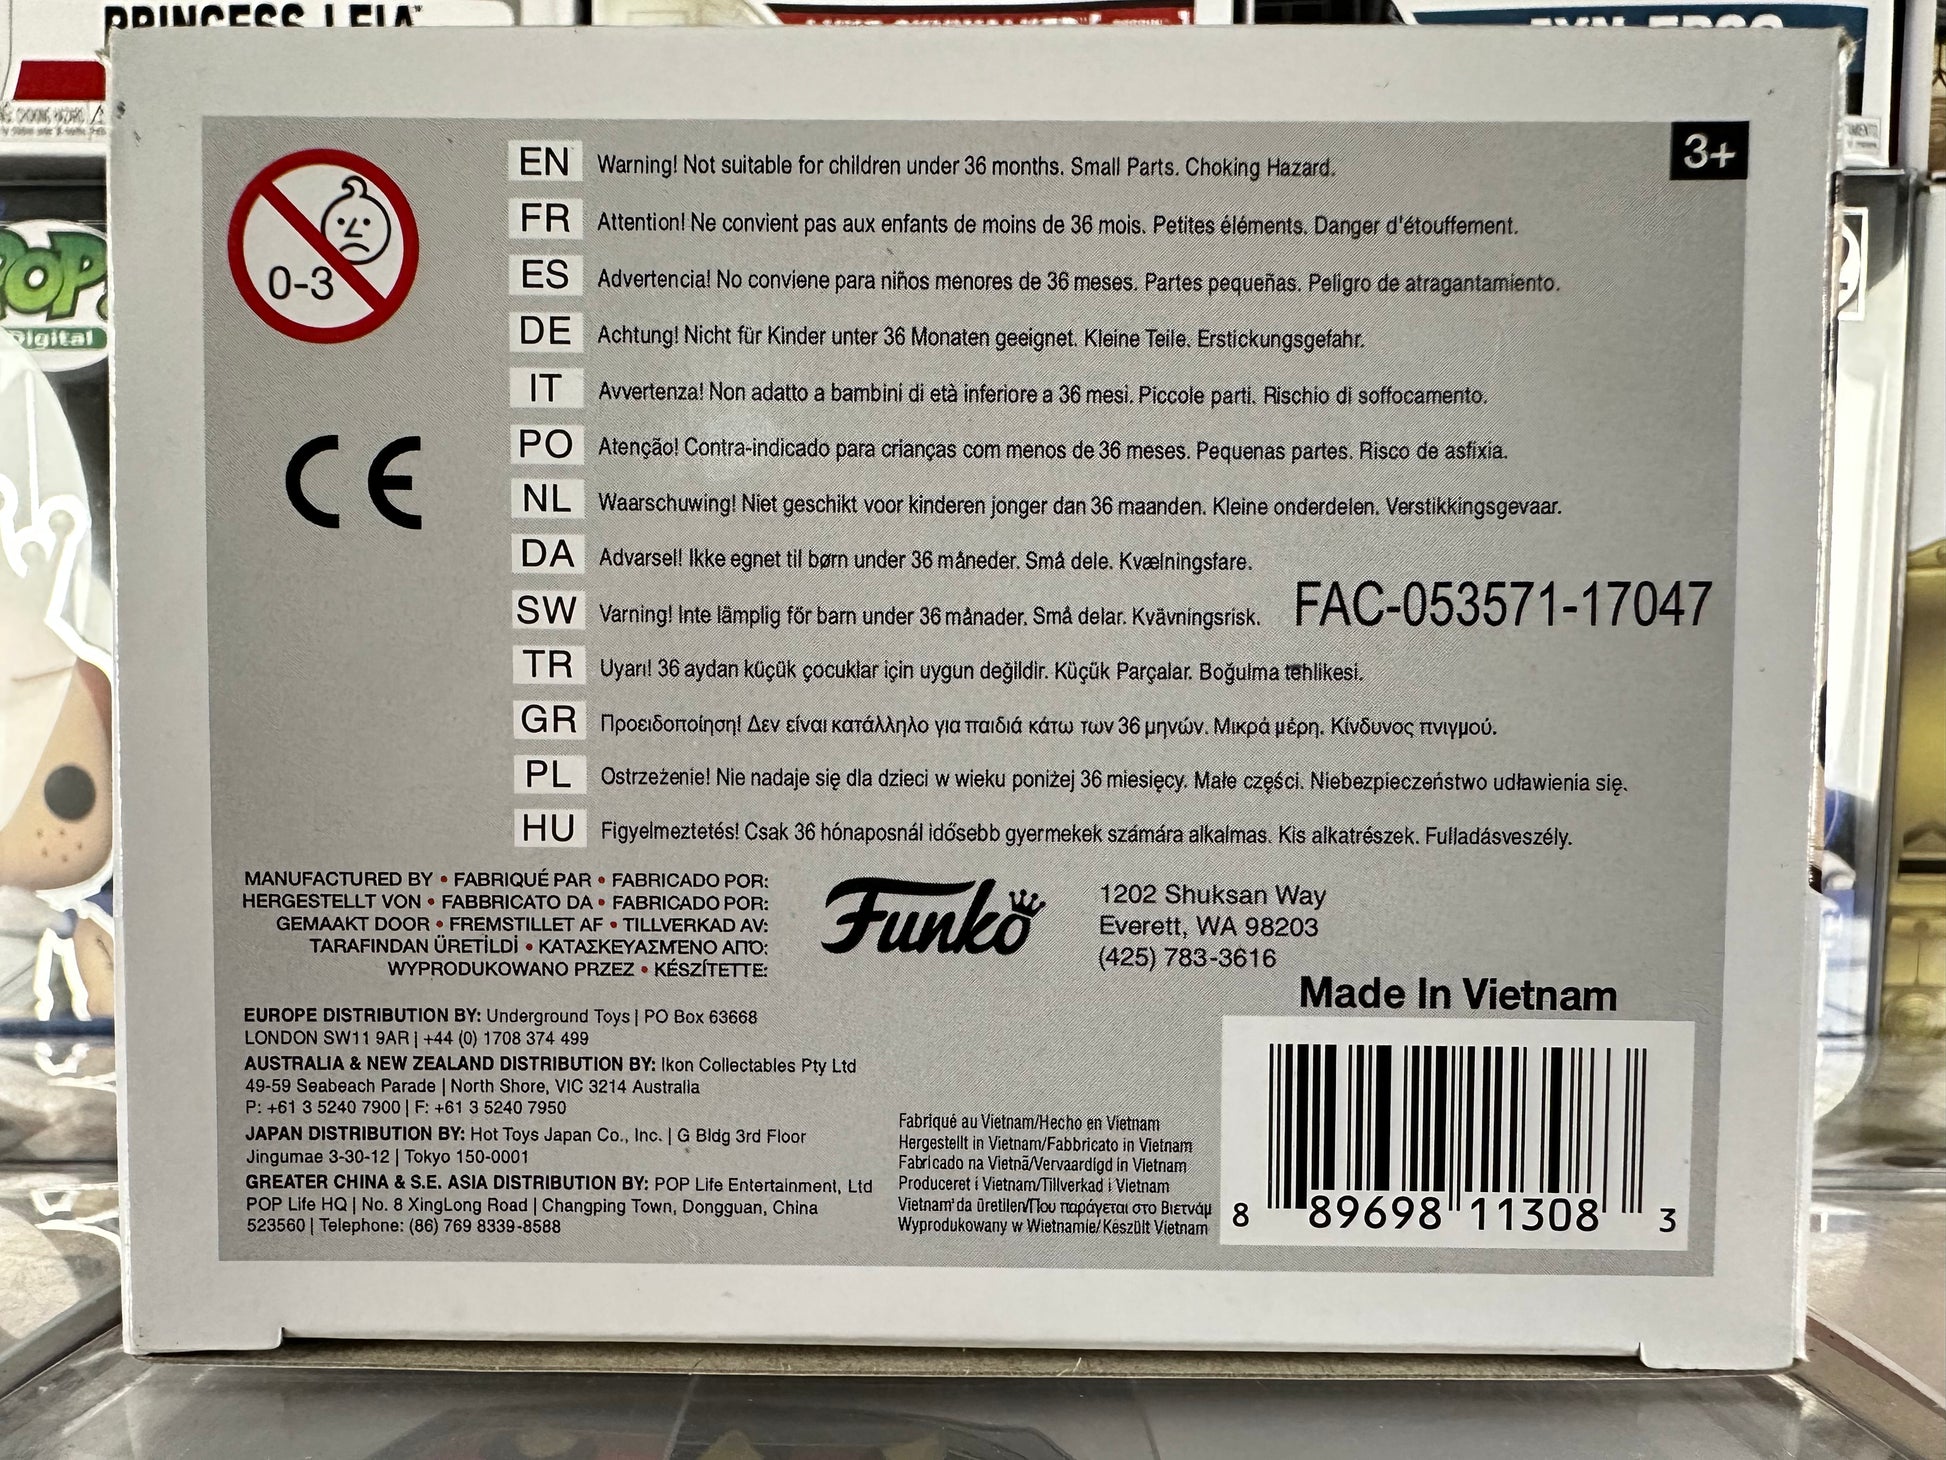 PRINCESS LEIA™
POP!
Digital
0-3
3+
EN Warning! Not suitable for children under 36 months. Small Parts. Choking Hazard.
FR Attention! Ne convient pas aux enfants de moins de 36 mois. Petites éléments. Danger d'étouffement.
ES Advertencia! No conviene para niños menores de 36 meses. Partes pequeñas. Peligro de atragantamiento.
DE Achtung! Nicht für Kinder unter 36 Monaten geeignet. Kleine Teile. Erstickungsgefahr.
IT Avvertenza! Non adatto a bambini di età inferiore a 36 mesi. Piccole parti. Rischio di soffocamento.
PO Atenção! Contra-indicado para crianças com menos de 36 meses. Pequenas partes. Risco de asfixia.
NL Waarschuwing! Niet geschikt voor kinderen jonger dan 36 maanden. Kleine onderdelen. Verstikkingsgevaar.
DA Advarsel! Ikke egnet til børn under 36 måneder. Små dele. Kvælningsfare.
SW Varning! Inte lämplig för barn under 36 månader. Små delar. Kvävningsrisk.
FAC-053571-17047
TR Uyarı! 36 aydan küçük çocuklar için uygun değildir. Küçük Parçalar. Boğulma tehlikesi.
GR Προειδοποίηση! Δεν είναι κατάλληλο για παιδιά κάτω των 36 μηνών. Μικρά μέρη. Κίνδυνος πνιγμού.
PL Ostrzeżenie! Nie nadaje się dla dzieci w wieku poniżej 36 miesięcy. Małe części. Niebezpieczeństwo udławienia się.
HU Figyelmeztetés! Csak 36 hónaposnál idősebb gyermekek számára alkalmas. Kis alkatrészek. Fulladásveszély.
CE
MANUFACTURED BY • FABRIQUÉ PAR • FABRICADO POR:
HERGESTELLT VON • FABBRICATO DA • FABRICADO POR:
GEMAAKT DOOR • FREMSTILLET AF • TILLVERKAD AV:
TARAFINDAN ÜRETİLDİ • ΚΑΤΑΣΚΕΥΑΣΜΈΝΟ ΑΠΌ:
WYPRODUKOWANO PRZEZ • KÉSZÍTETTE:
Funko
1202 Shuksan Way
Everett, WA 98203
(425) 783-3616
EUROPE DISTRIBUTION BY: Underground Toys | PO Box 63668
LONDON SW11 9AR | +44 (0) 1708 374 499
AUSTRALIA & NEW ZEALAND DISTRIBUTION BY: Ikon Collectables Pty Ltd
49-59 Seabeach Parade | North Shore, VIC 3214 Australia
P: +61 3 5240 7900 | F: +61 3 5240 7950
JAPAN DISTRIBUTION BY: Hot Toys Japan Co., Inc. | G Bldg 3rd Floor
Jingumae 3-30-12 | Tokyo 150-0001
GREATER CHINA & S.E. ASIA DISTRIBUTION BY: POP Life Entertainment, Ltd
POP Life HQ | No. 8 XingLong Road | Changping Town, Dongguan, China
523560 | Telephone: (86) 769 8339-8588
Fabriqué au Vietnam/Hecho en Vietnam
Hergestellt in Vietnam/Fabbricato in Vietnam
Fabricado na Vietnã/Vervaardigd in Vietnam
Produceret i Vietnam/Tillverkad i Vietnam
Vietnam'da üretilen/Που παράγεται στο Βιετνάμ
Wyprodukowany w Wietnamie/Készült Vietnam
Made In Vietnam
8 89698 11308 3